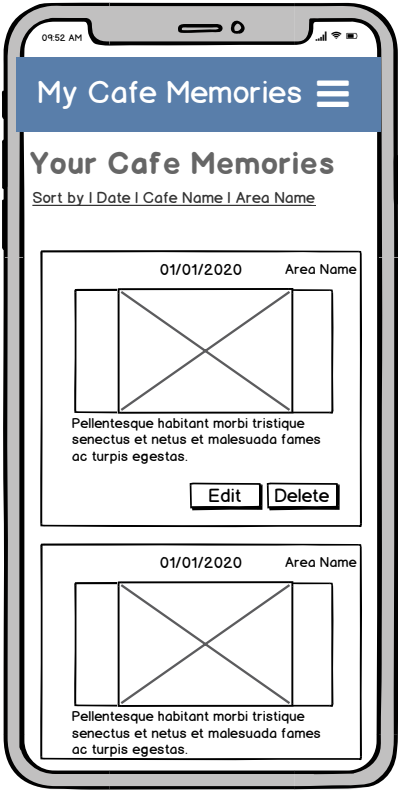 09:52 AM
My Cafe Memories
Your Cafe Memories
Sort by | Date | Cafe Name | Area Name
01/01/2020 Area Name
Pellentesque habitant morbi tristique
senectus et netus et malesuada fames
ac turpis egestas.
Edit Delete
01/01/2020 Area Name
Pellentesque habitant morbi tristique
senectus et netus et malesuada fames
ac turpis egestas.